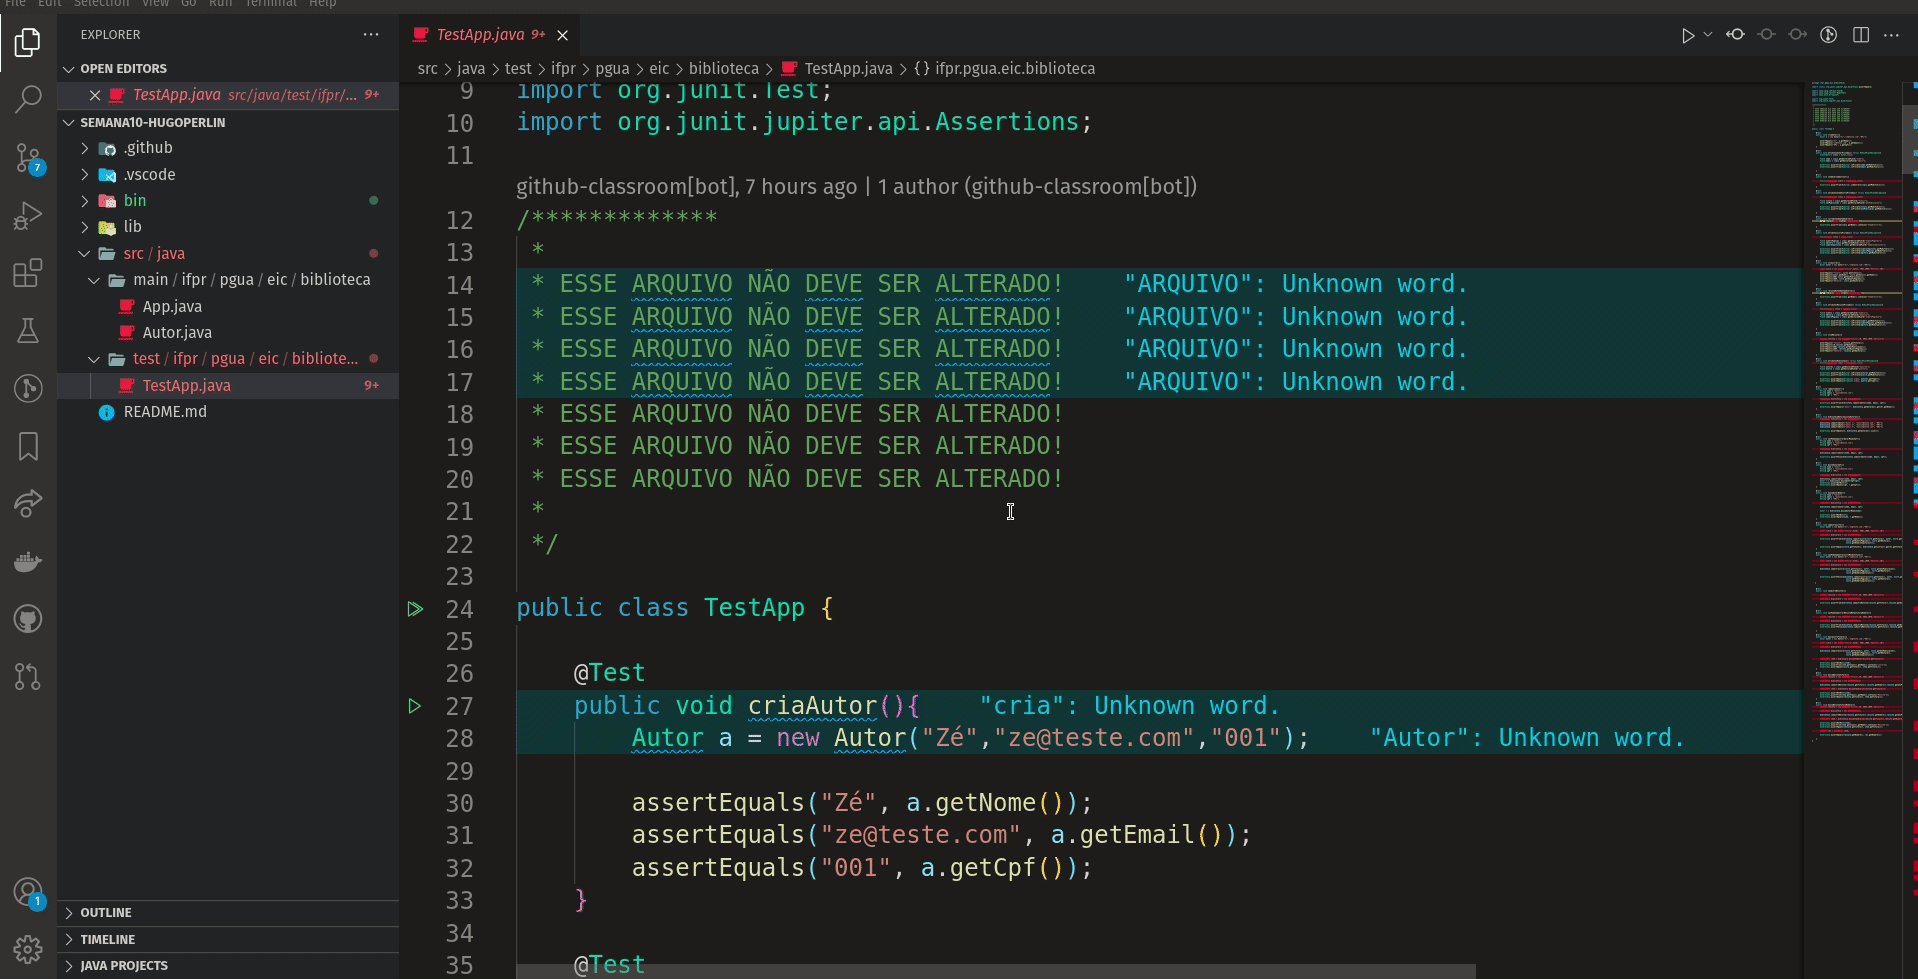 File Edit Selection View Go Run Terminal Help
EXPLORER
OPEN EDITORS
TestApp.java src/java/test/ifpr/... 9+
SEMANA10-HUGOPERLIN
.github
.vscode
bin
lib
src / java
main / ifpr / pgua / eic / biblioteca
App.java
Autor.java
test / ifpr / pgua / eic / bibliote...
TestApp.java 9+
README.md
OUTLINE
TIMELINE
JAVA PROJECTS
7
1
TestApp.java 9+
src > java > test > ifpr > pgua > eic > biblioteca > TestApp.java > {} ifpr.pgua.eic.biblioteca
9 import org.junit.Test;
10 import org.junit.jupiter.api.Assertions;
11
github-classroom[bot], 7 hours ago | 1 author (github-classroom[bot])
12 /*************
13 *
14 * ESSE ARQUIVO NÃO DEVE SER ALTERADO! "ARQUIVO": Unknown word.
15 * ESSE ARQUIVO NÃO DEVE SER ALTERADO! "ARQUIVO": Unknown word.
16 * ESSE ARQUIVO NÃO DEVE SER ALTERADO! "ARQUIVO": Unknown word.
17 * ESSE ARQUIVO NÃO DEVE SER ALTERADO! "ARQUIVO": Unknown word.
18 * ESSE ARQUIVO NÃO DEVE SER ALTERADO!
19 * ESSE ARQUIVO NÃO DEVE SER ALTERADO!
20 * ESSE ARQUIVO NÃO DEVE SER ALTERADO!
21 *
22 */
23
24 public class TestApp {
25
26 @Test
27 public void criaAutor(){ "cria": Unknown word.
28 Autor a = new Autor("Zé","ze@teste.com","001"); "Autor": Unknown word.
29
30 assertEquals("Zé", a.getNome());
31 assertEquals("ze@teste.com", a.getEmail());
32 assertEquals("001", a.getCpf());
33 }
34
35 @Test